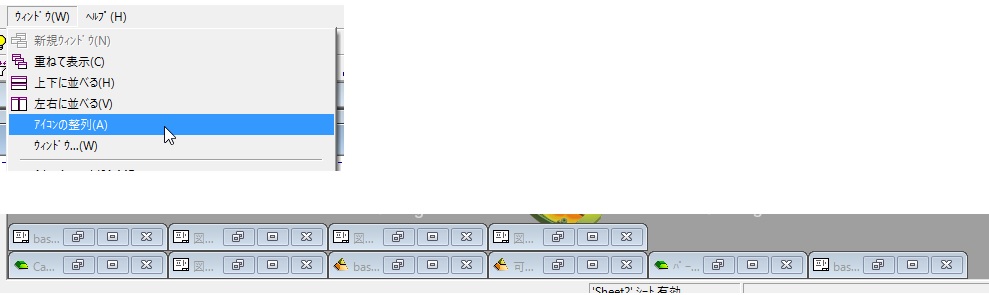 ウィンドウ(W) ヘルプ(H)
新規ウィンドウ(N)
重ねて表示(C)
上下に並べる(H)
左右に並べる(V)
アイコンの整列(A)
ウィンドウ...(W)
bas... 図... 図... 図...
Ca... 図... bas... 可... パー... bas...
'Sheet2' シート 有効